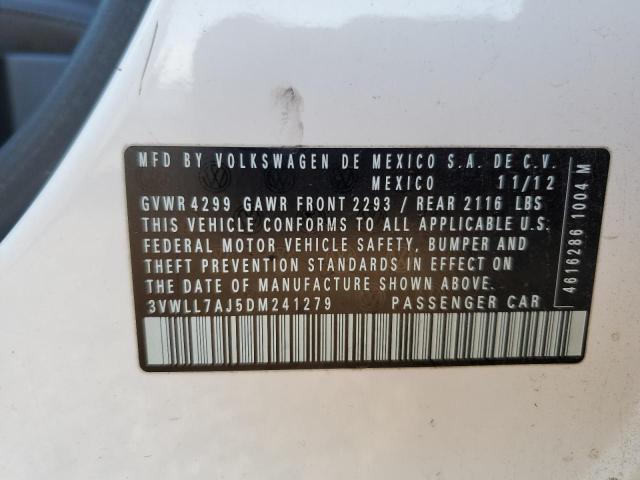 MFD BY VOLKSWAGEN DE MEXICO S.A. DE C.V.
MEXICO 11/12
GVWR 4299 GAWR FRONT 2293 / REAR 2116 LBS
THIS VEHICLE CONFORMS TO ALL APPLICABLE U.S.
FEDERAL MOTOR VEHICLE SAFETY, BUMPER AND
THEFT PREVENTION STANDARDS IN EFFECT ON
THE DATE OF MANUFACTURE SHOWN ABOVE.
3VWLL7AJ5DM241279 PASSENGER CAR
4616286 1004 M